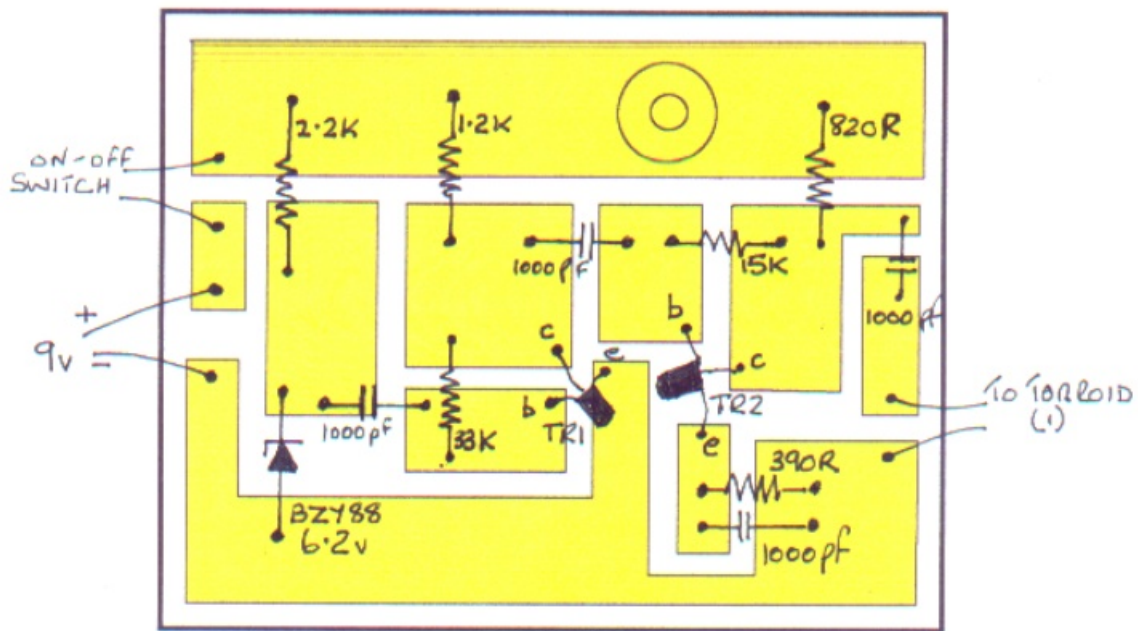 ON-OFF
SWITCH
2.2K
1.2K
820R
1000pf
15K
1000pf
+
9v -
c
e
b
TR1
b
c
TR2
e
1000pf
33K
TO TORROID
(1)
390R
1000pf
BZY88
6.2v